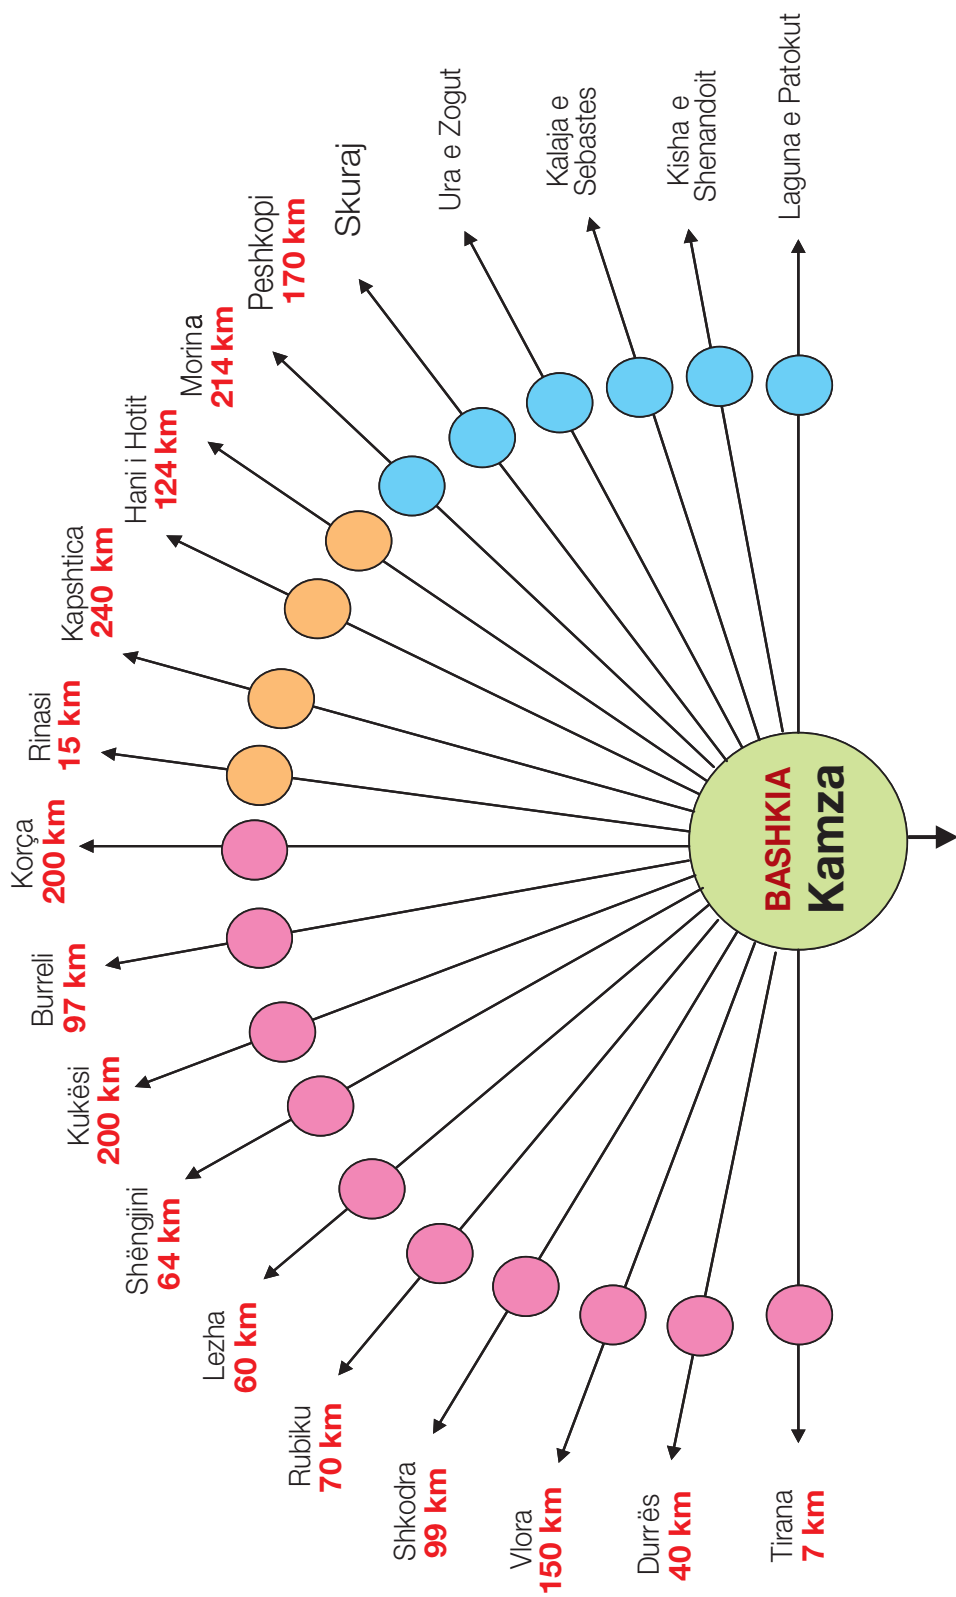 Tirana
7 km
Durrës
40 km
Vlora
150 km
Shkodra
99 km
Rubiku
70 km
Lezha
60 km
Shëngjini
64 km
Kukësi
200 km
Burreli
97 km
Korça
200 km
Rinasi
15 km
Kapshtica
240 km
Hani i Hotit
124 km
Morina
214 km
Peshkopi
170 km
Skuraj
Ura e Zogut
Kalaja e
Sebastes
Kisha e
Shenandoit
Laguna e Patokut
BASHKIA
Kamza